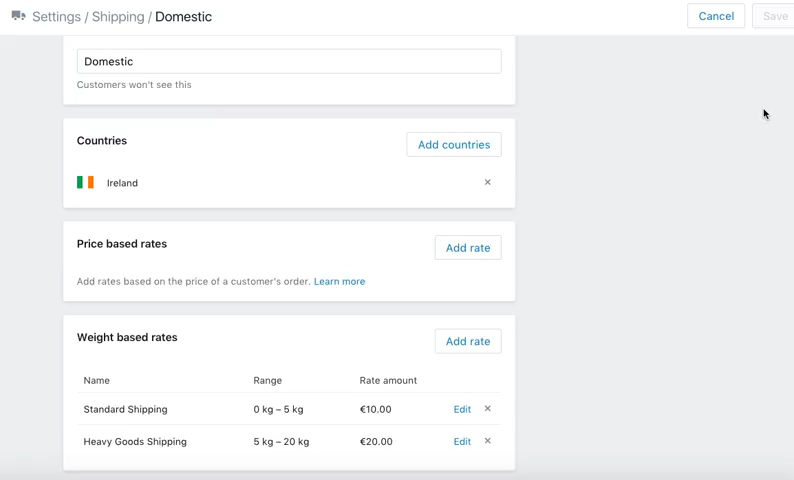 Settings / Shipping / Domestic
Cancel
Save
Domestic
Customers won't see this
Countries
Add countries
Ireland
Price based rates
Add rate
Add rates based on the price of a customer's order. Learn more
Weight based rates
Add rate
Name Range Rate amount
Standard Shipping 0 kg – 5 kg €10.00 Edit
Heavy Goods Shipping 5 kg – 20 kg €20.00 Edit